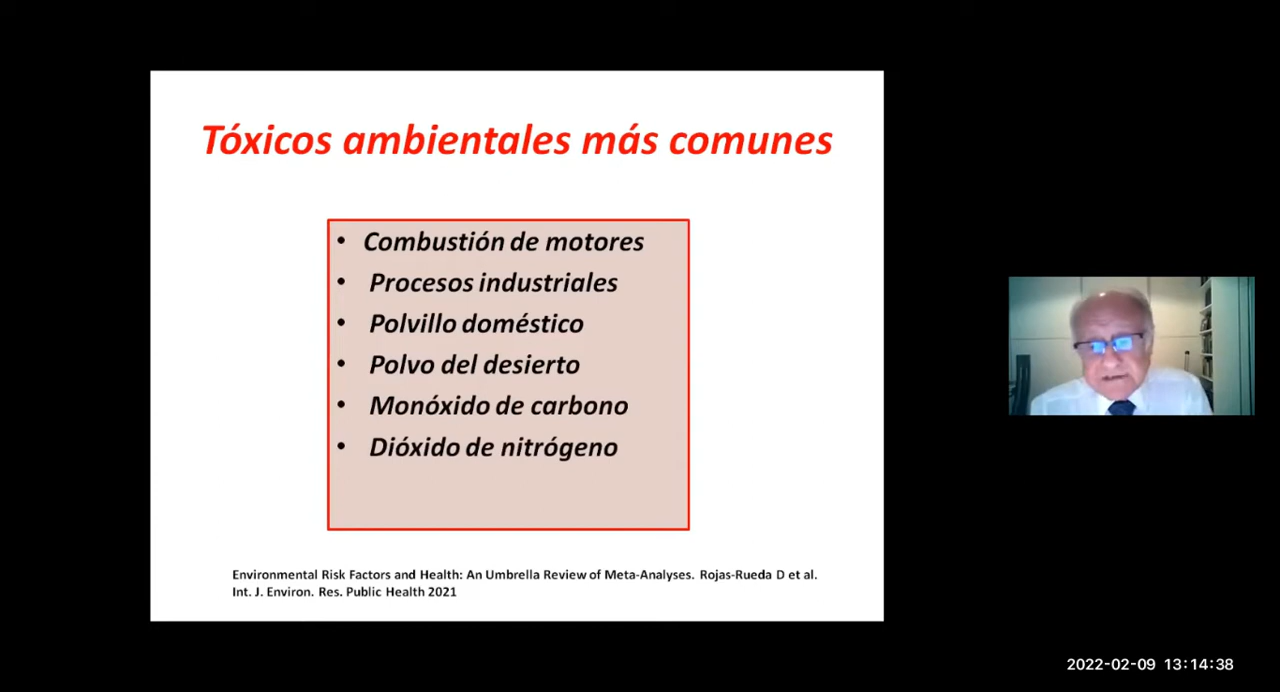 Tóxicos ambientales más comunes
• Combustión de motores
• Procesos industriales
• Polvillo doméstico
• Polvo del desierto
• Monóxido de carbono
• Dióxido de nitrógeno
Environmental Risk Factors and Health: An Umbrella Review of Meta-Analyses. Rojas-Rueda D et al.
Int. J. Environ. Res. Public Health 2021
2022-02-09 13:14:38